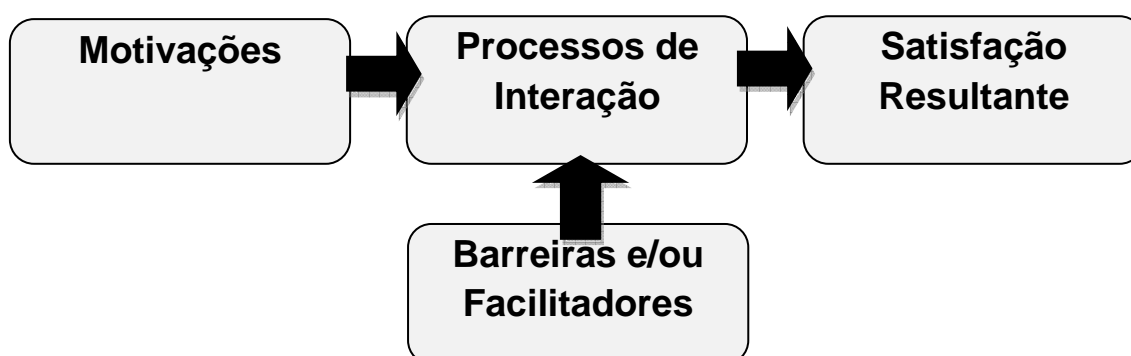 Motivações
Processos de
Interação
Satisfação
Resultante
Barreiras e/ou
Facilitadores